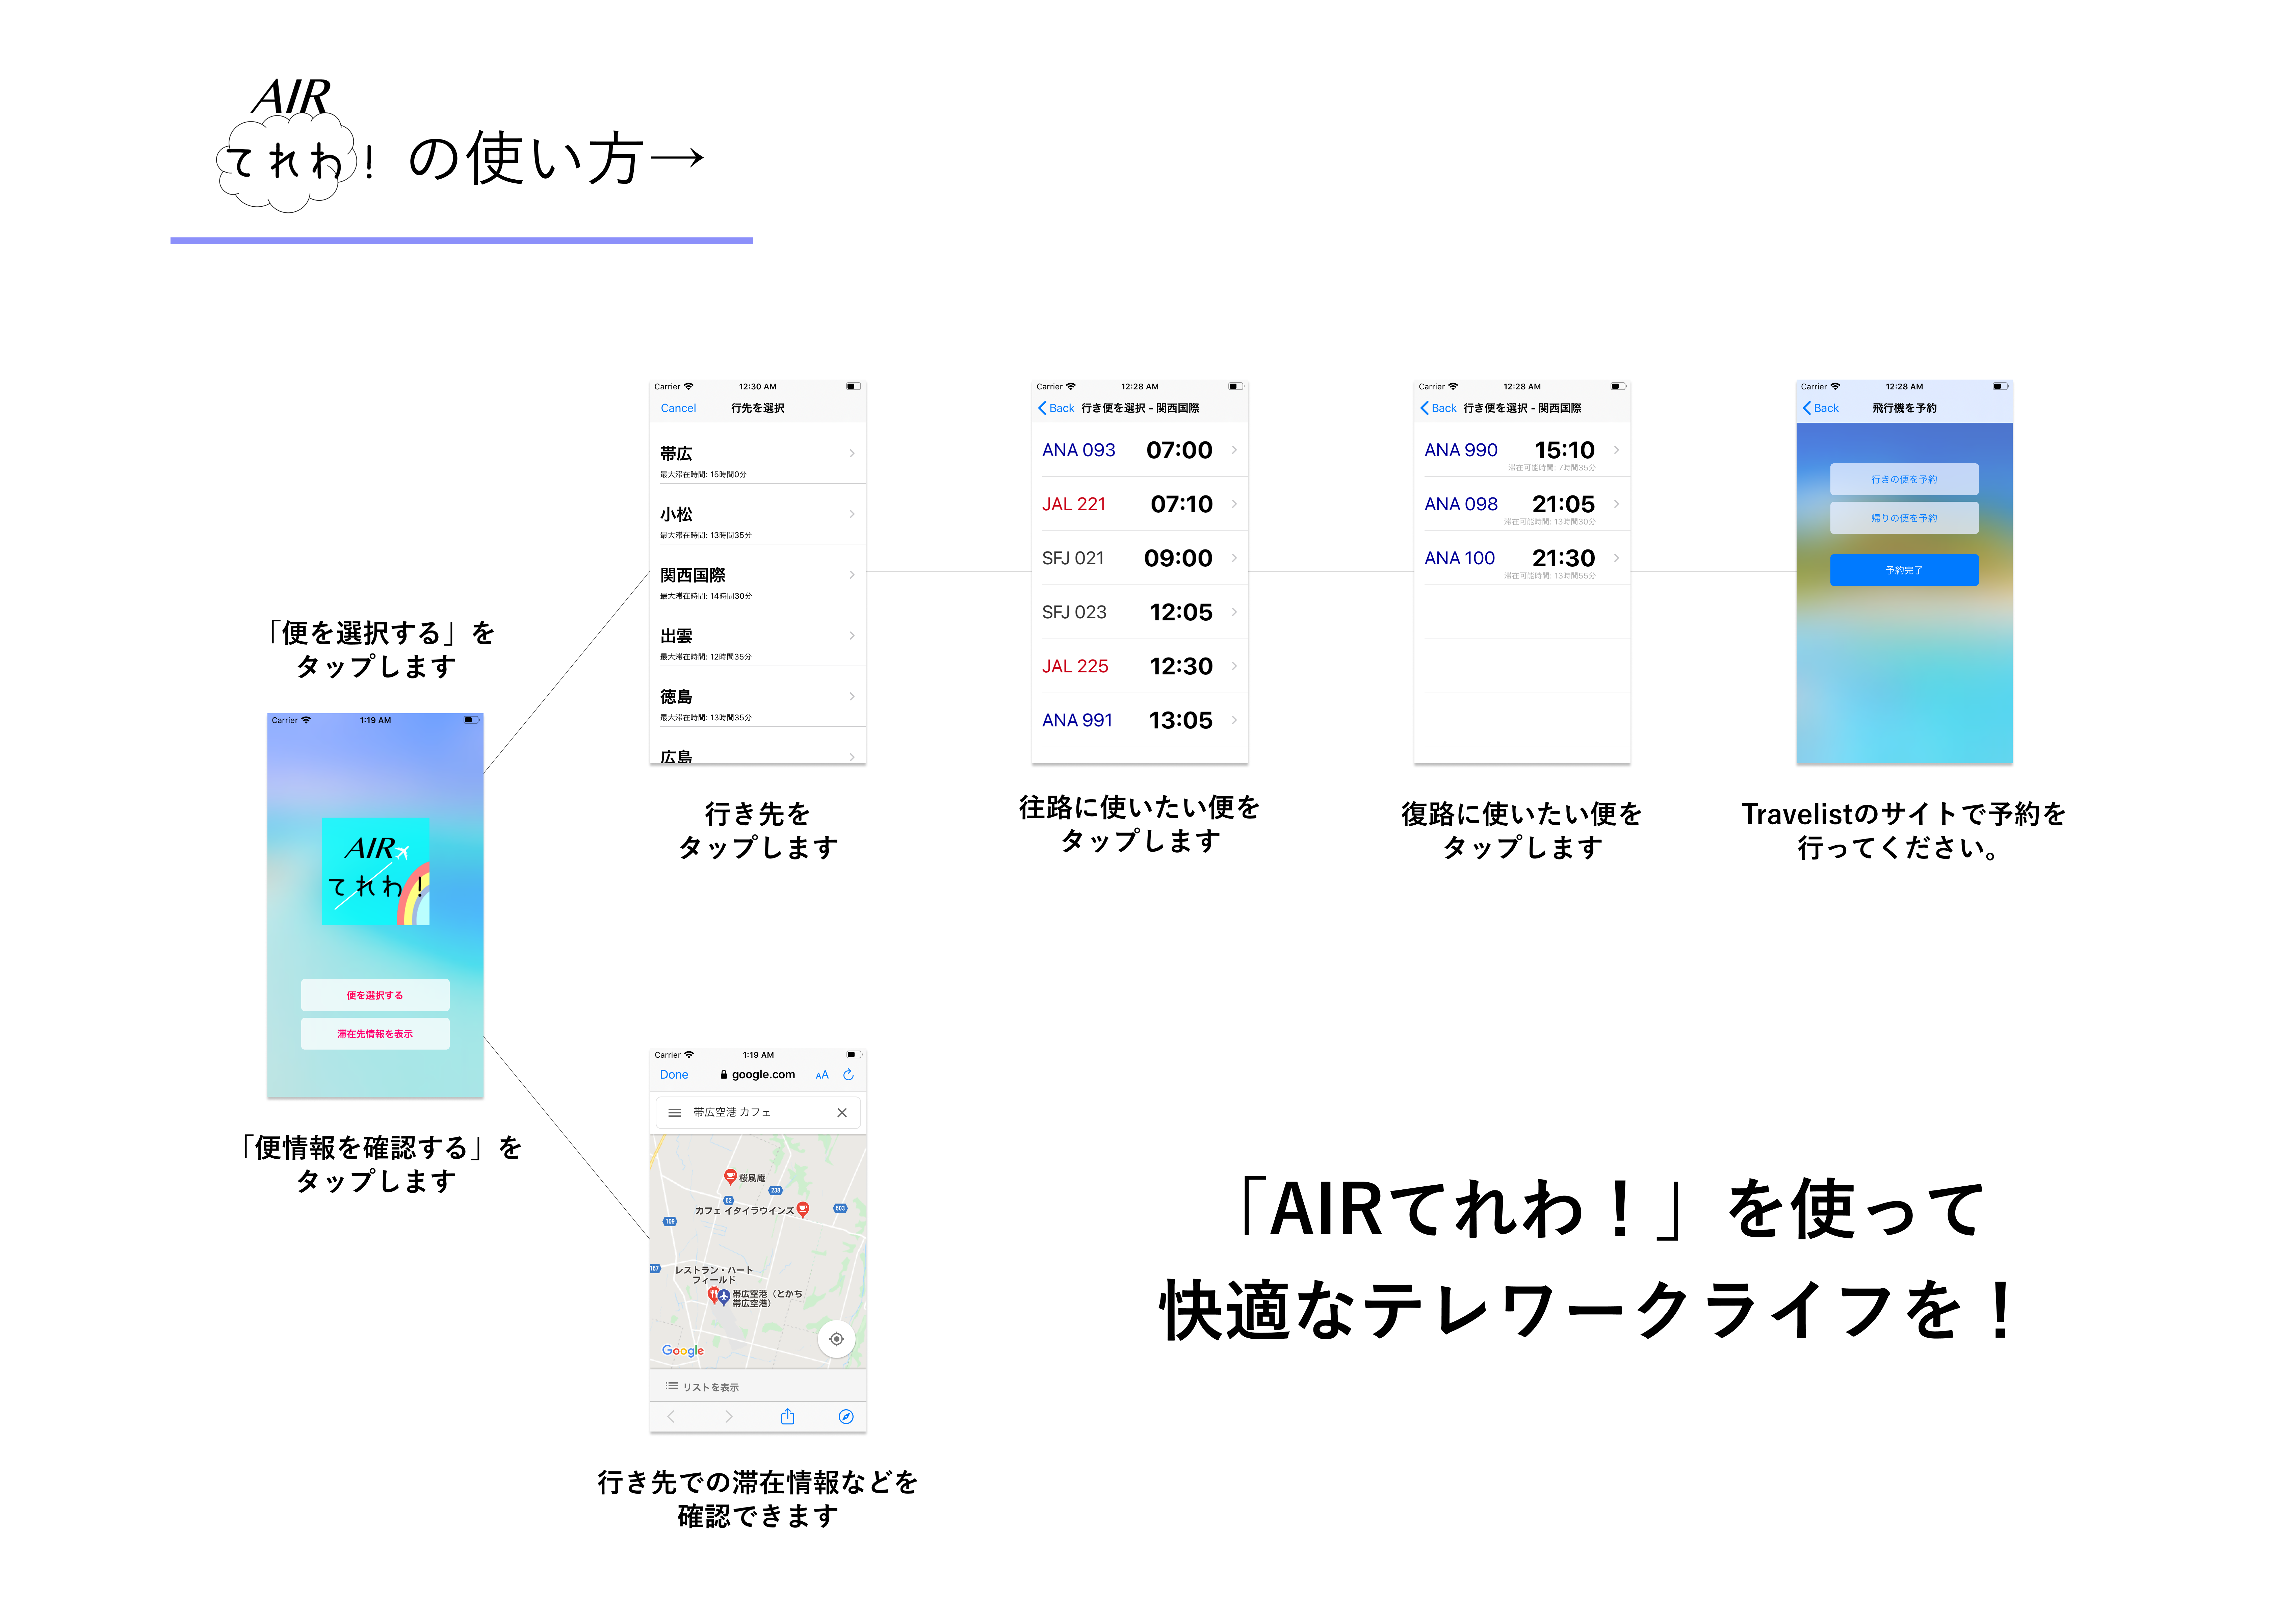 AIR
てれわ！の使い方→
「便を選択する」を
タップします
Carrier 1:19 AM
AIR
てれわ！
便を選択する
滞在先情報を表示
「便情報を確認する」を
タップします
Carrier 12:30 AM
Cancel 行先を選択
帯広
最大滞在時間: 15時間0分
小松
最大滞在時間: 13時間35分
関西国際
最大滞在時間: 14時間30分
出雲
最大滞在時間: 12時間35分
徳島
最大滞在時間: 13時間35分
広島
行き先を
タップします
Carrier 12:28 AM
Back 行き便を選択 - 関西国際
ANA 093 07:00
JAL 221 07:10
SFJ 021 09:00
SFJ 023 12:05
JAL 225 12:30
ANA 991 13:05
往路に使いたい便を
タップします
Carrier 12:28 AM
Back 行き便を選択 - 関西国際
ANA 990 15:10
滞在可能時間: 7時間35分
ANA 098 21:05
滞在可能時間: 13時間30分
ANA 100 21:30
滞在可能時間: 13時間55分
復路に使いたい便を
タップします
Carrier 12:28 AM
Back 飛行機を予約
行きの便を予約
帰りの便を予約
予約完了
Travelistのサイトで予約を
行ってください。
Carrier 1:19 AM
Done google.com AA
帯広空港 カフェ
桜風庵
238
62
カフェ イタイラウインズ
503
109
157
レストラン・ハート
フィールド
帯広空港（とかち
帯広空港）
Google
リストを表示
行き先での滞在情報などを
確認できます
「AIRてれわ！」を使って
快適なテレワークライフを！